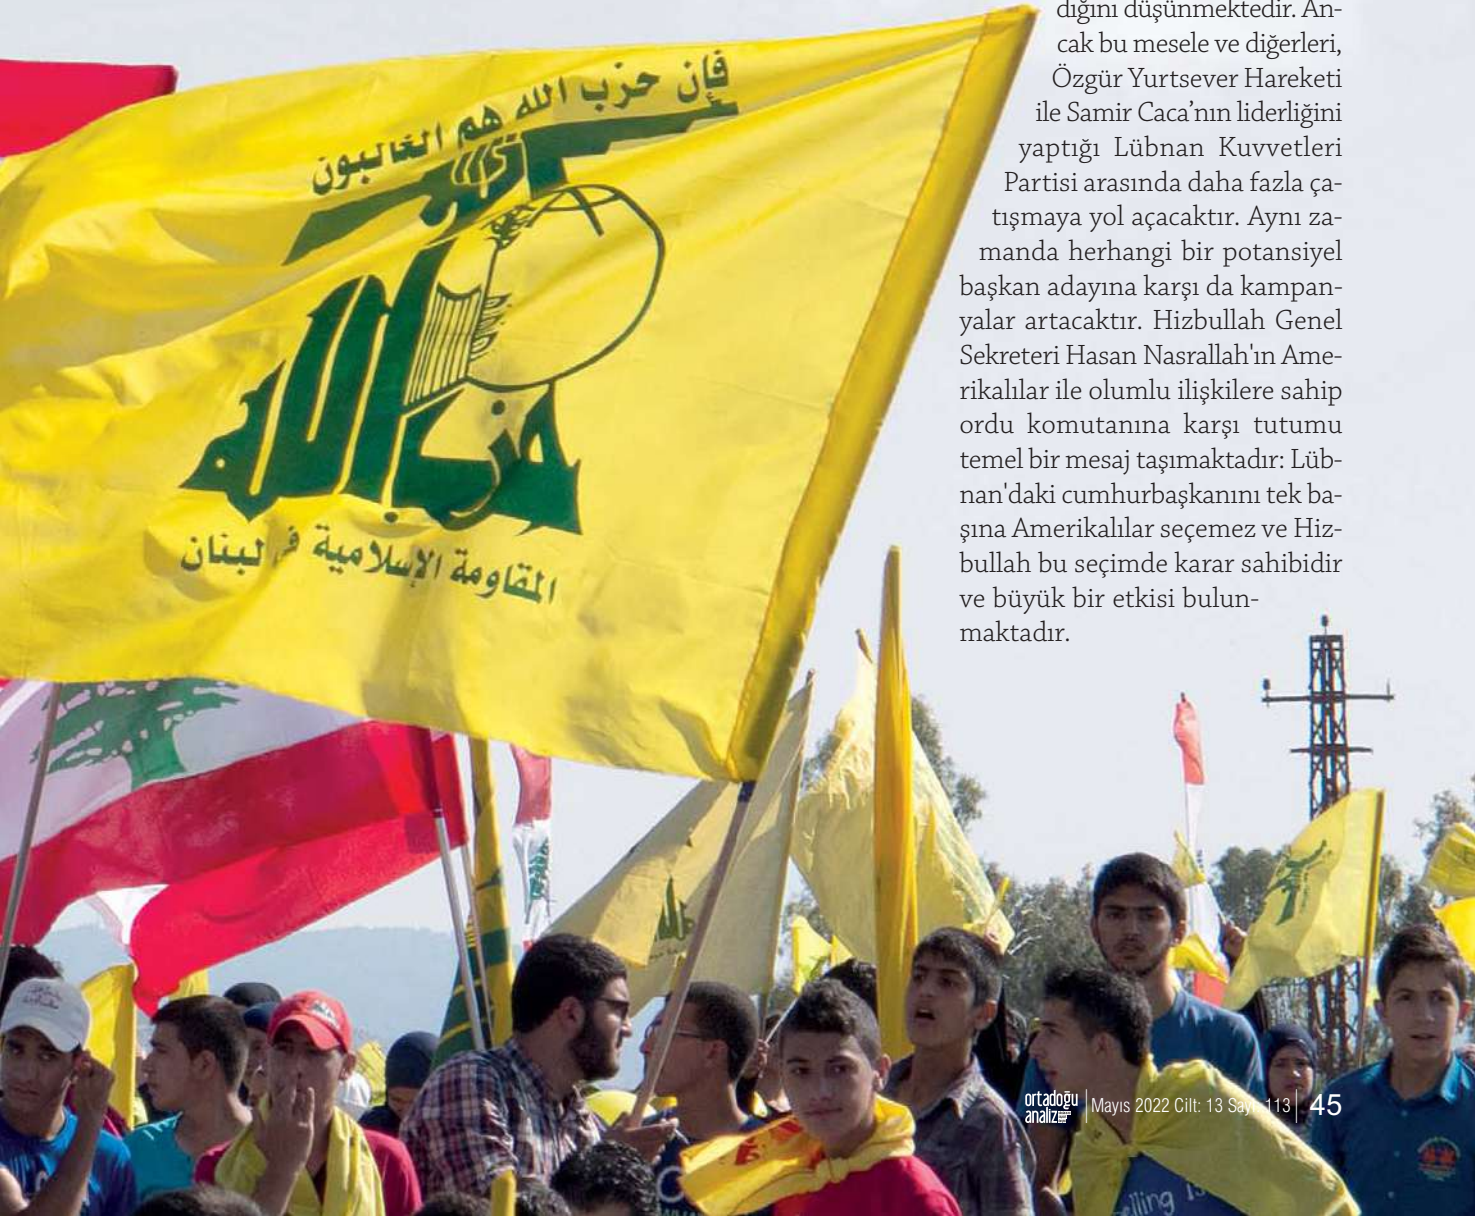 dığını düşünmektedir. An-
cak bu mesele ve diğerleri,
Özgür Yurtsever Hareketi
ile Samir Caca’nın liderliğini
yaptığı Lübnan Kuvvetleri
Partisi arasında daha fazla ça-
tışmaya yol açacaktır. Aynı za-
manda herhangi bir potansiyel
başkan adayına karşı da kampan-
yalar artacaktır. Hizbullah Genel
Sekreteri Hasan Nasrallah'ın Ame-
rikalılar ile olumlu ilişkilere sahip
ordu komutanına karşı tutumu
temel bir mesaj taşımaktadır: Lüb-
nan'daki cumhurbaşkanını tek ba-
şına Amerikalılar seçemez ve Hiz-
bullah bu seçimde karar sahibidir
ve büyük bir etkisi bulun-
maktadır.
فإن حزب الله هم الغالبون
حزب الله
المقاومة الإسلامية في لبنان
ortadoğu
analiz
Mayıs 2022 Cilt: 13 Sayı: 113
45